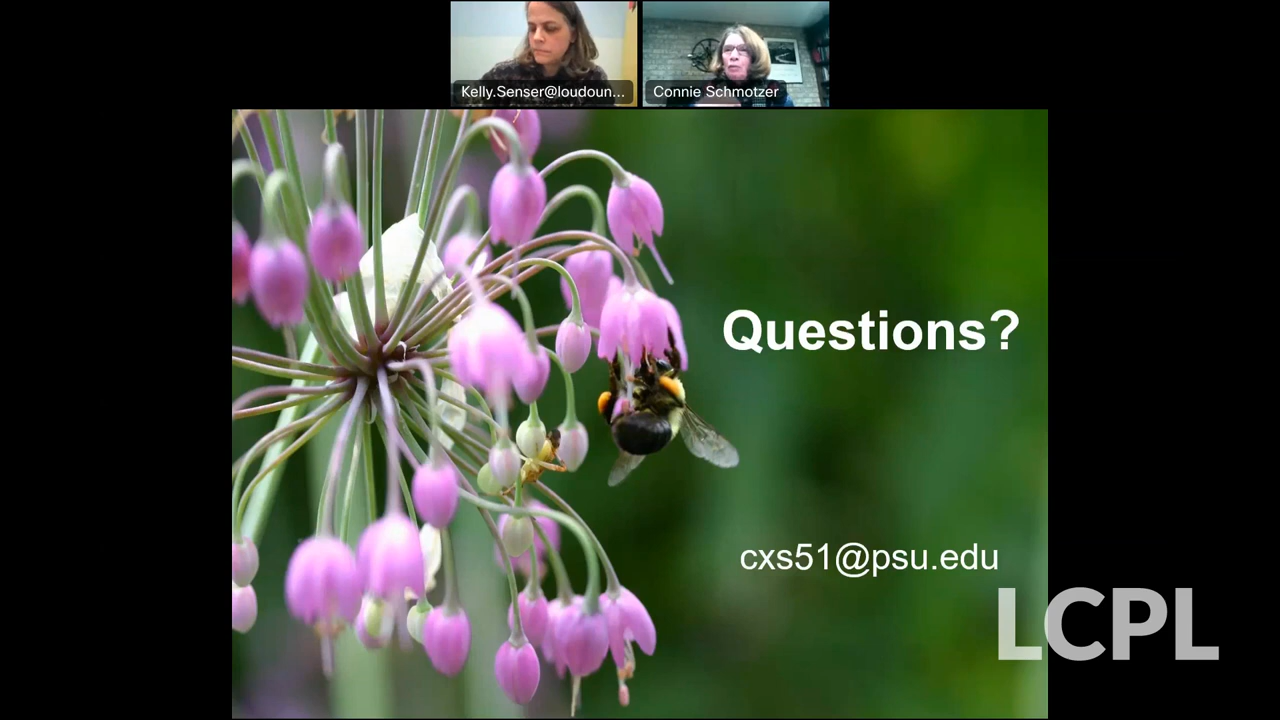 Kelly.Senser@loudoun...
Connie Schmotzer
Questions?
cxs51@psu.edu
LCPL